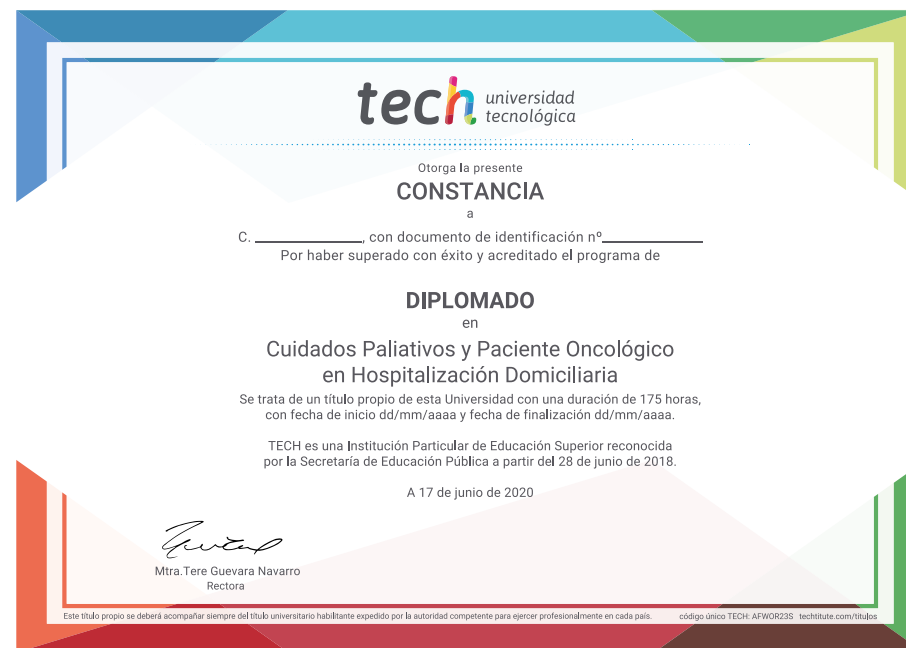 tech universidad
tecnológica
Otorga la presente
CONSTANCIA
a
C. ____________, con documento de identificación nº____________
Por haber superado con éxito y acreditado el programa de
DIPLOMADO
en
Cuidados Paliativos y Paciente Oncológico
en Hospitalización Domiciliaria
Se trata de un título propio de esta Universidad con una duración de 175 horas,
con fecha de inicio dd/mm/aaaa y fecha de finalización dd/mm/aaaa.
TECH es una Institución Particular de Educación Superior reconocida
por la Secretaría de Educación Pública a partir del 28 de junio de 2018.
A 17 de junio de 2020
Mtra.Tere Guevara Navarro
Rectora
Este título propio se deberá acompañar siempre del título universitario habilitante expedido por la autoridad competente para ejercer profesionalmente en cada país. código único TECH: AFWOR23S techtitute.com/titulos